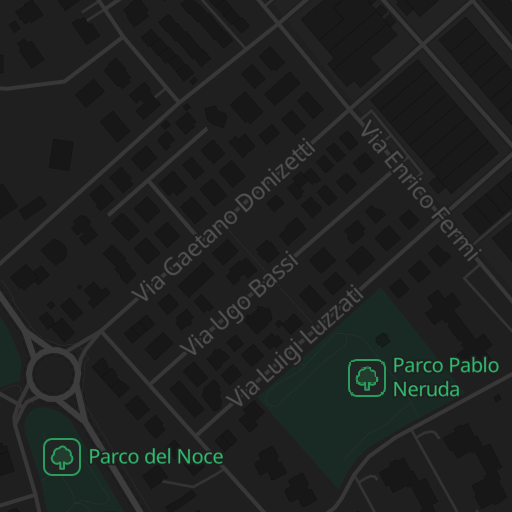 Via Enrico Fermi
Via Gaetano Donizetti
Via Ugo Bassi
Via Luigi Luzzati
Parco Pablo
Neruda
Parco del Noce